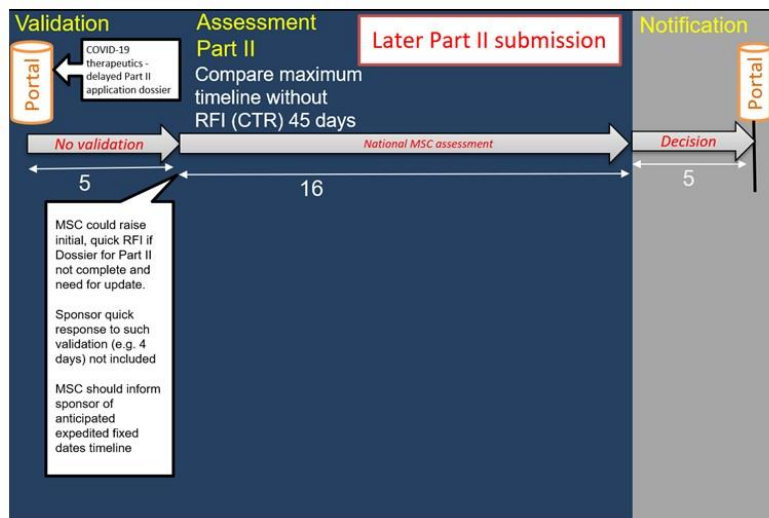 Validation
Assessment
Part II
Later Part II submission
Notification
Portal
COVID-19
therapeutics -
delayed Part II
application dossier
Compare maximum
timeline without
RFI (CTR) 45 days
Portal
No validation
National MSC assessment
Decision
5
16
5
MSC could raise
initial, quick RFI if
Dossier for Part II
not complete and
need for update.
Sponsor quick
response to such
validation (e.g. 4
days) not included
MSC should inform
sponsor of
anticipated
expedited fixed
dates timeline